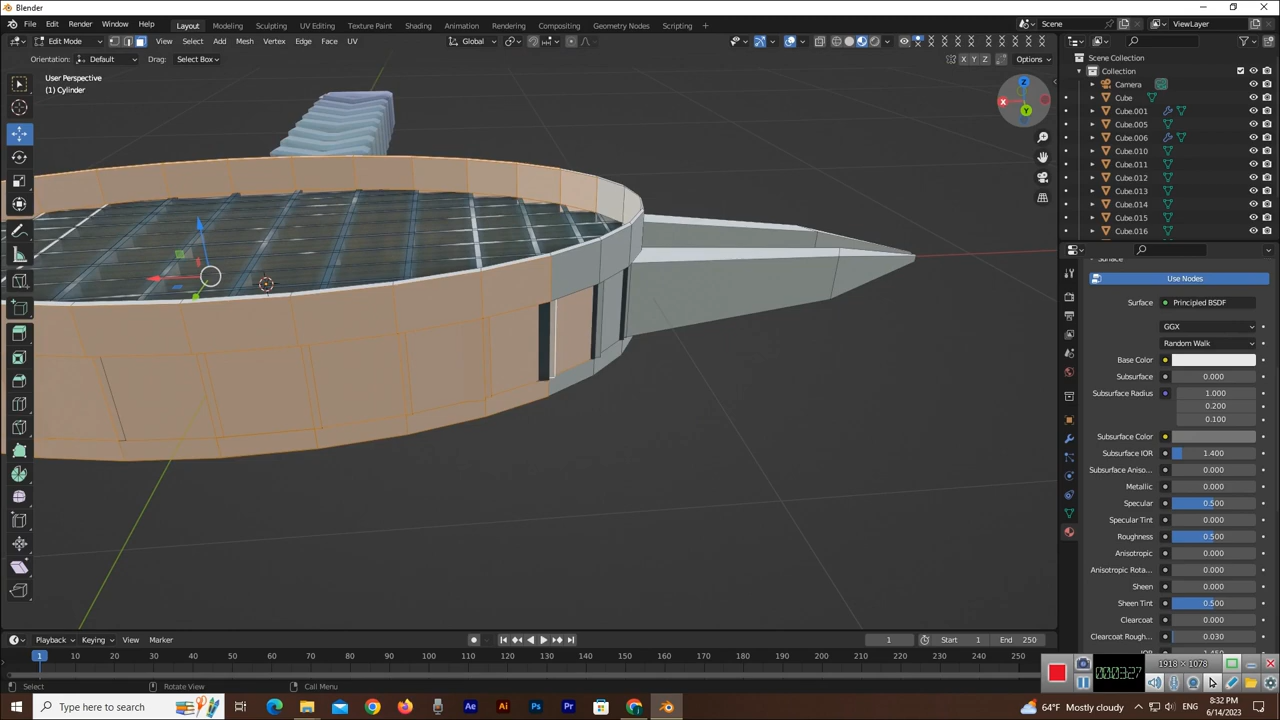 Blender
File Edit Render Window Help Layout Modeling Sculpting UV Editing Texture Paint Shading Animation Rendering Compositing Geometry Nodes Scripting + Scene ViewLayer
Edit Mode View Select Add Mesh Vertex Edge Face UV Global
Orientation: Default Drag: Select Box X Y Z Options
User Perspective
(1) Cylinder
Z
X
Y
Scene Collection
Collection
Camera
Cube
Cube.001
Cube.005
Cube.006
Cube.010
Cube.011
Cube.012
Cube.013
Cube.014
Cube.015
Cube.016
Surface
Use Nodes
Surface Principled BSDF
GGX
Random Walk
Base Color
Subsurface 0.000
Subsurface Radius 1.000
0.200
0.100
Subsurface Color
Subsurface IOR 1.400
Subsurface Aniso... 0.000
Metallic 0.000
Specular 0.500
Specular Tint 0.000
Roughness 0.500
Anisotropic 0.000
Anisotropic Rota... 0.000
Sheen 0.000
Sheen Tint 0.500
Clearcoat 0.000
Clearcoat Rough... 0.030
Playback Keying View Marker 1 Start 1 End 250
1 10 20 30 40 50 60 70 80 90 100 110 120 130 140 150 160 170 180 190 200 210 220 230 240 250
Select Rotate View Call Menu
1918 × 1078
00:03:27
Type here to search
64°F Mostly cloudy
8:32 PM
6/14/2023